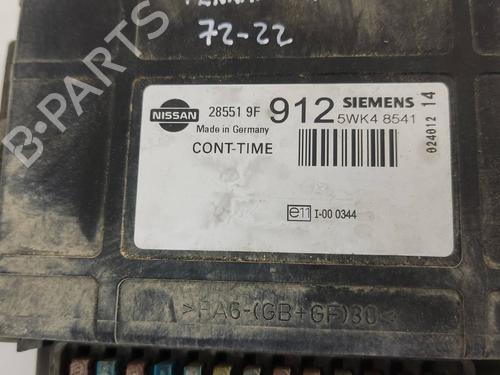 72-22
NISSAN
28551 9F 912 SIEMENS
Made in Germany 5WK4 8541
CONT-TIME
024012 14
e11 I-00 0344
>PA6-(GB+GF)30<
B-PARTS